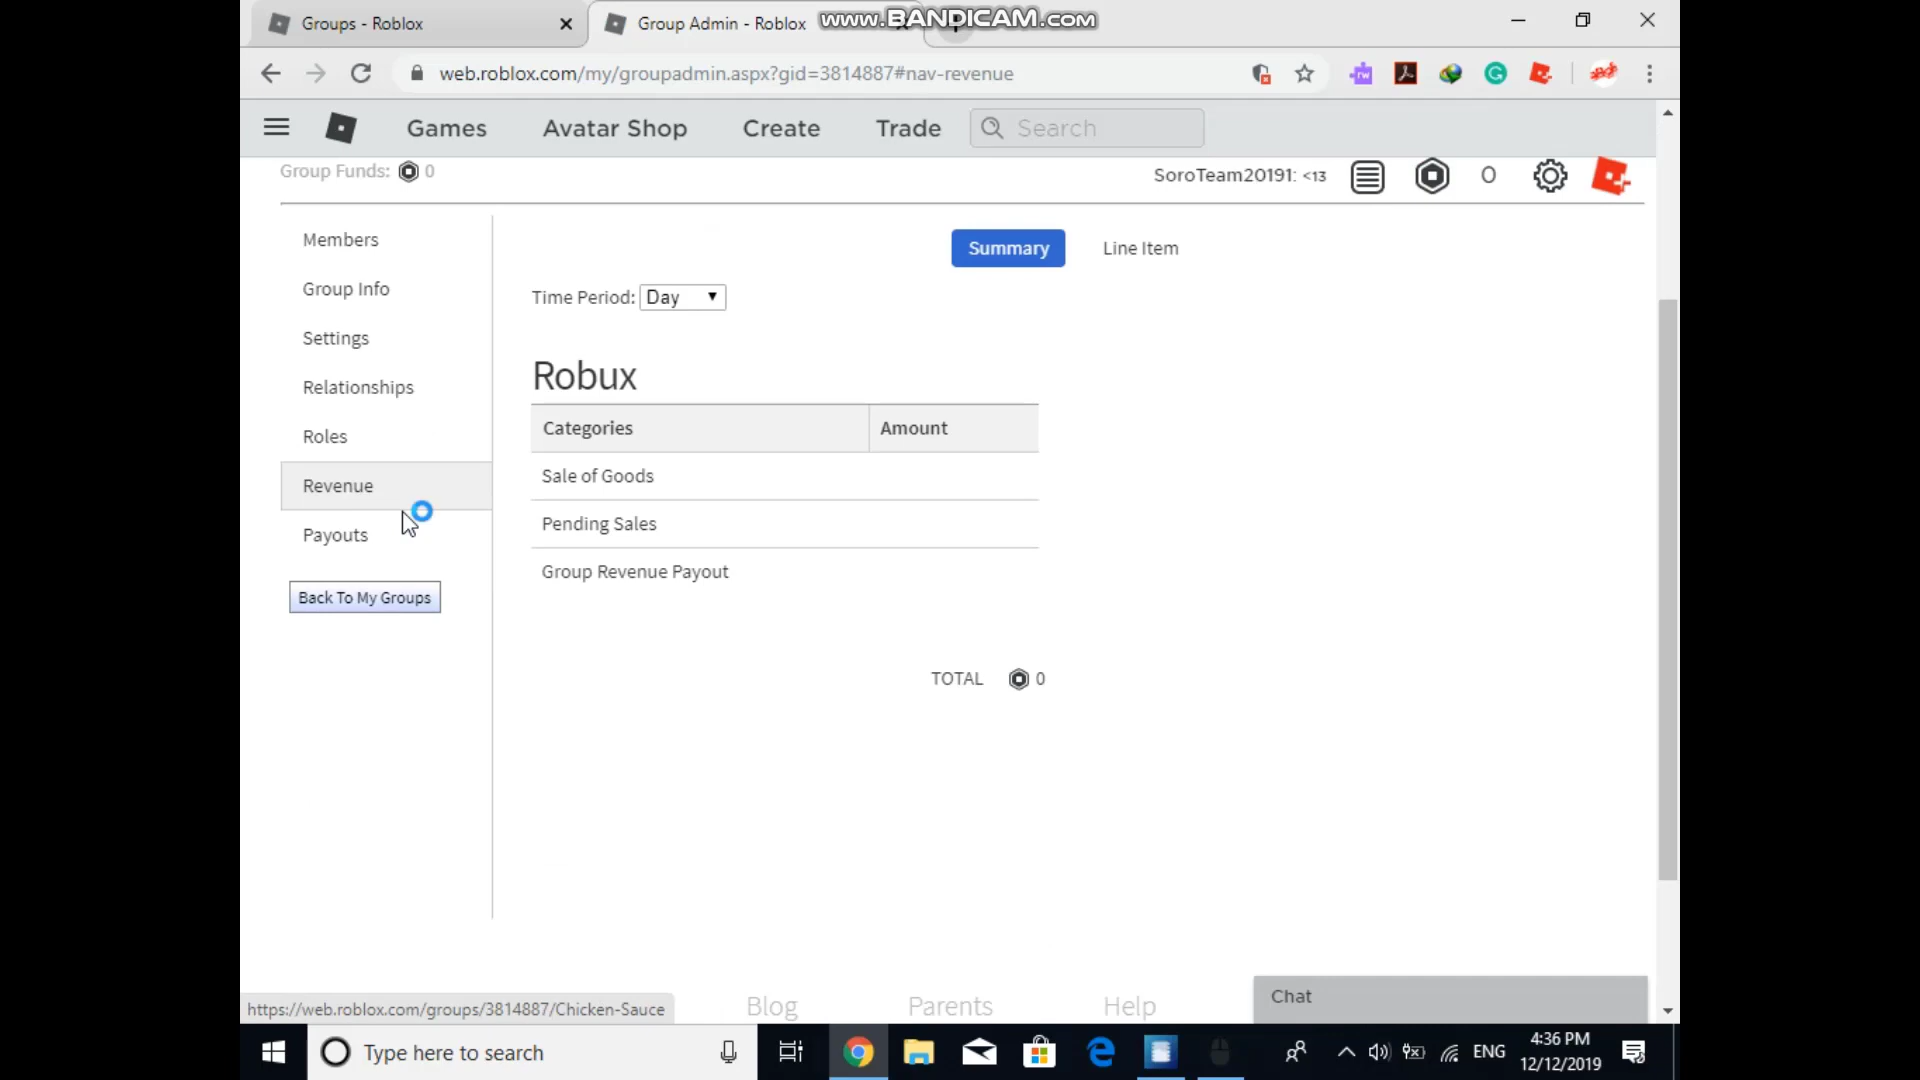 Groups - Roblox
Group Admin - Roblox
www.BANDICAM.com
web.roblox.com/my/groupadmin.aspx?gid=3814887#nav-revenue
Games
Avatar Shop
Create
Trade
Search
Group Funds: 0
SoroTeam20191: <13
0
Members
Group Info
Settings
Relationships
Roles
Revenue
Payouts
Back To My Groups
Summary
Line Item
Time Period: Day
Robux
Categories
Amount
Sale of Goods
Pending Sales
Group Revenue Payout
TOTAL 0
https://web.roblox.com/groups/3814887/Chicken-Sauce
Blog
Parents
Help
Chat
Type here to search
ENG
4:36 PM
12/12/2019